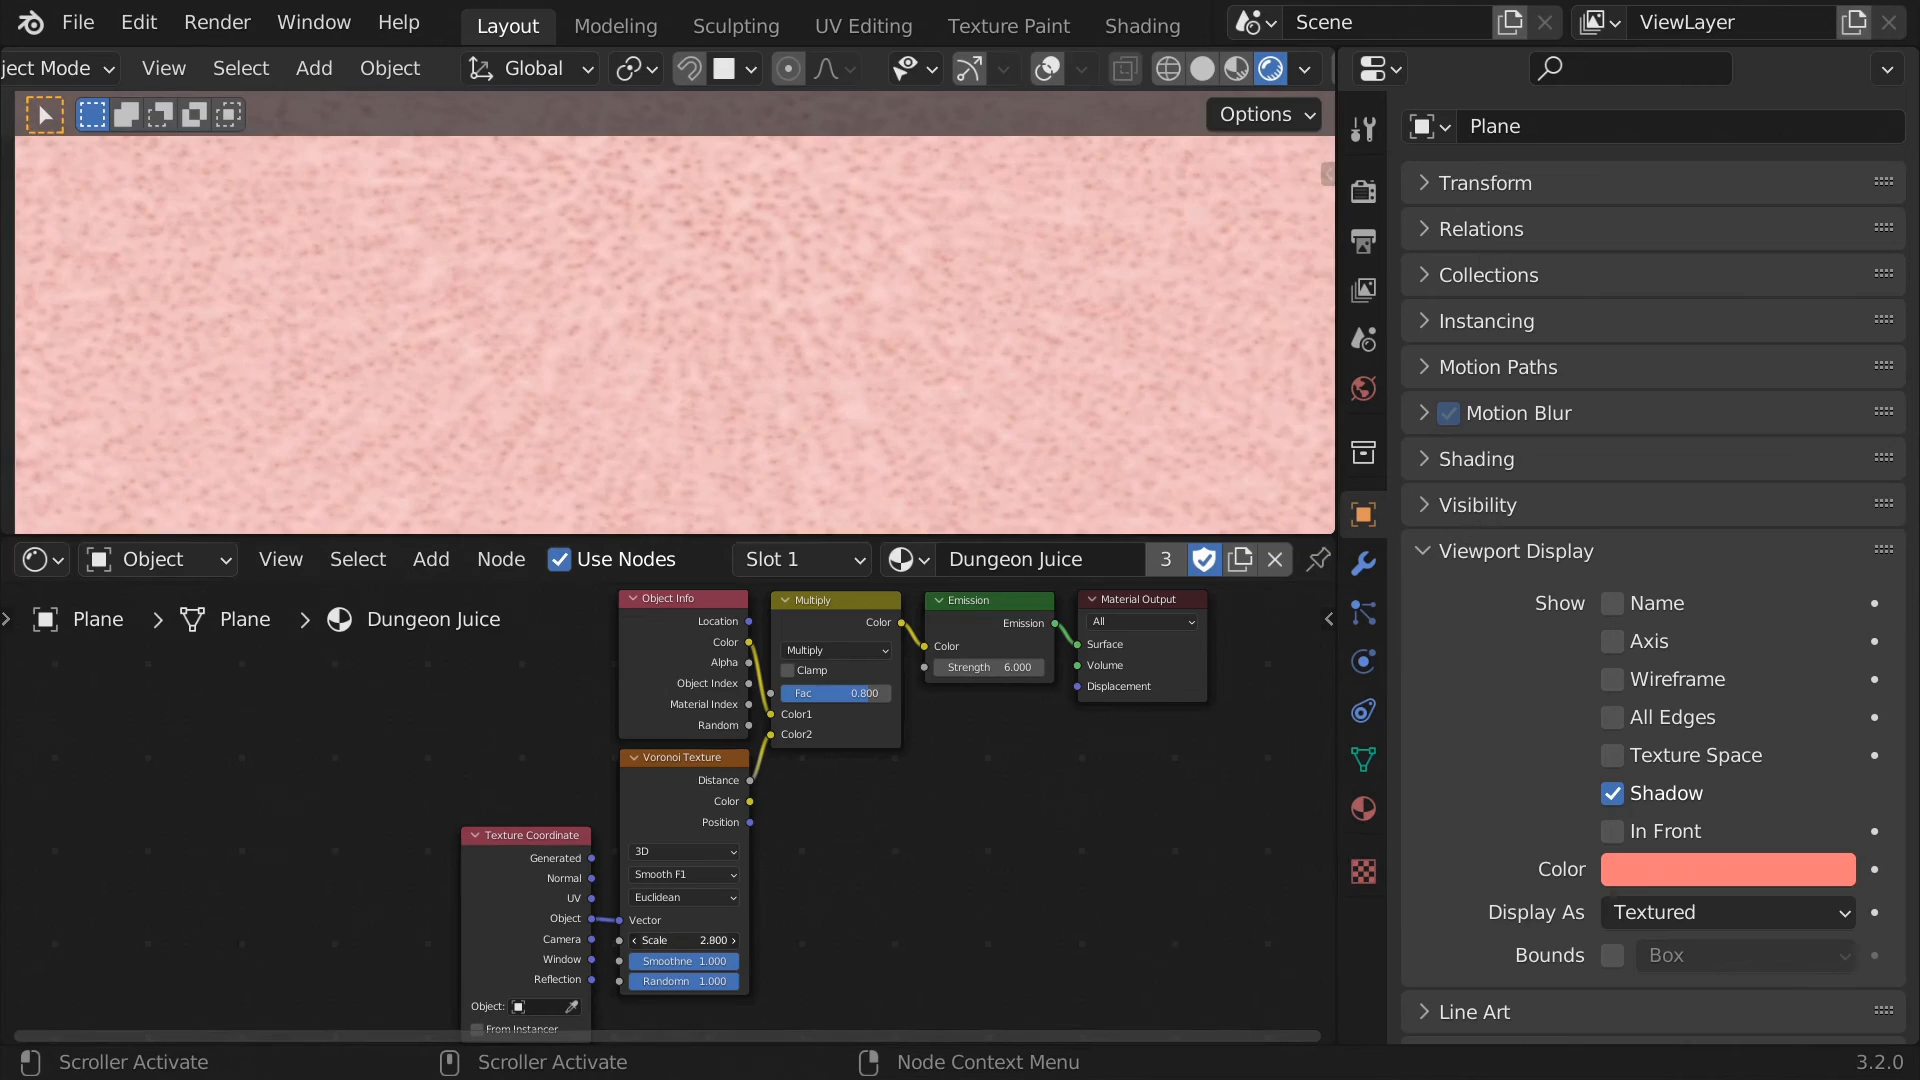 File Edit Render Window Help Layout Modeling Sculpting UV Editing Texture Paint Shading Scene ViewLayer
ject Mode View Select Add Object Global
Options
Plane
Transform
Relations
Collections
Instancing
Motion Paths
Motion Blur
Shading
Visibility
Viewport Display
Show Name
Axis
Wireframe
All Edges
Texture Space
Shadow
In Front
Color
Display As Textured
Bounds Box
Line Art
Object View Select Add Node Use Nodes Slot 1 Dungeon Juice 3
Plane Plane Dungeon Juice
Object Info
Location
Color
Alpha
Object Index
Material Index
Random
Multiply
Color
Multiply
Clamp
Fac 0.800
Color1
Color2
Emission
Emission
Color
Strength 6.000
Material Output
All
Surface
Volume
Displacement
Voronoi Texture
Distance
Color
Position
3D
Smooth F1
Euclidean
Vector
Scale 2.800
Smoothne 1.000
Randomn 1.000
Texture Coordinate
Generated
Normal
UV
Object
Camera
Window
Reflection
Object:
From Instancer
Scroller Activate Scroller Activate Node Context Menu 3.2.0